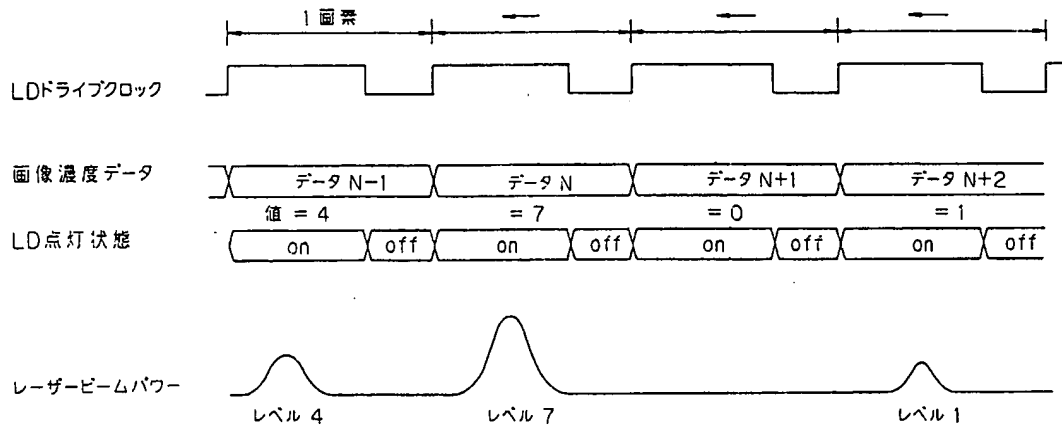 1画素
LDドライブクロック
画像濃度データ データ N-1 データ N データ N+1 データ N+2
値 = 4 = 7 = 0 = 1
LD点灯状態 on off on off on off on off
レーザービームパワー
レベル 4 レベル 7 レベル 1